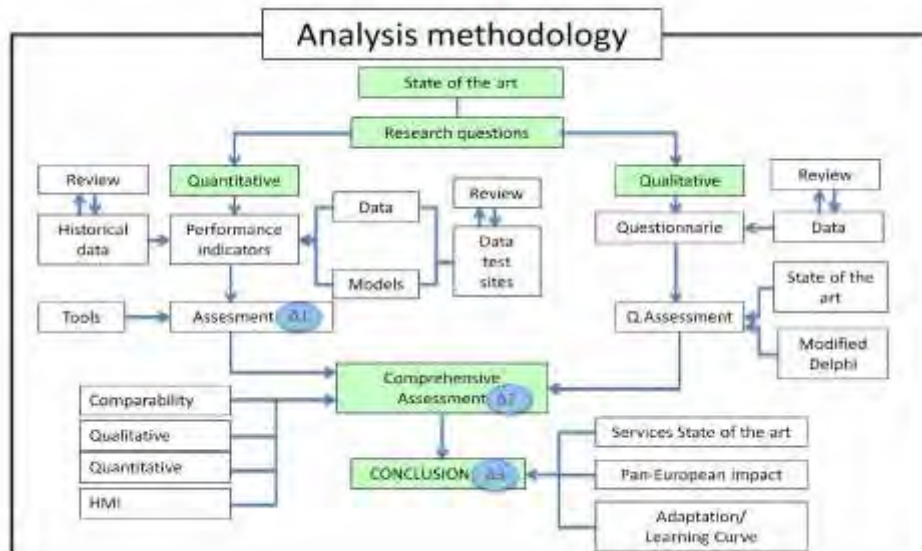 Analysis methodology
State of the art
Research questions
Review
Quantitative
Review
Qualitative
Review
Historical
data
Performance
indicators
Data
Models
Data
test
sites
Questionnarie
Data
Tools
Assesment
Q.Assessment
State of the
art
Modified
Delphi
Comprehensive
Assessment
Comparability
Qualitative
Quantitative
HMI
CONCLUSION
Services State of the art
Pan-European impact
Adaptation/
Learning Curve